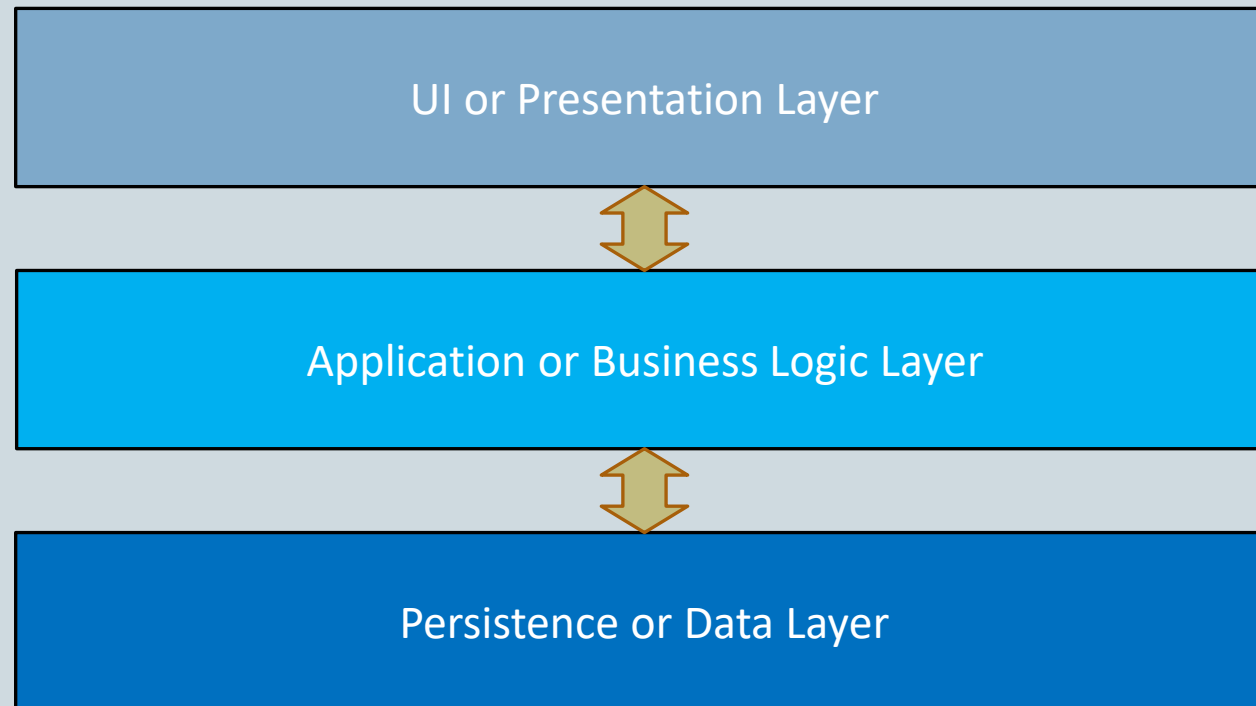 UI or Presentation Layer
Application or Business Logic Layer
Persistence or Data Layer